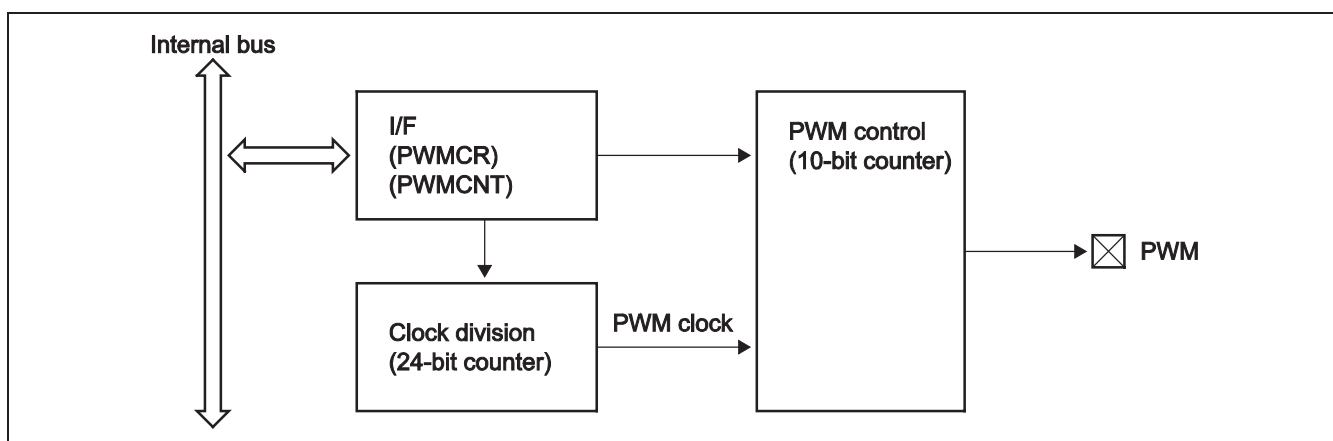 Internal bus
I/F
(PWMCR)
(PWMCNT)
PWM control
(10-bit counter)
PWM
Clock division
(24-bit counter)
PWM clock